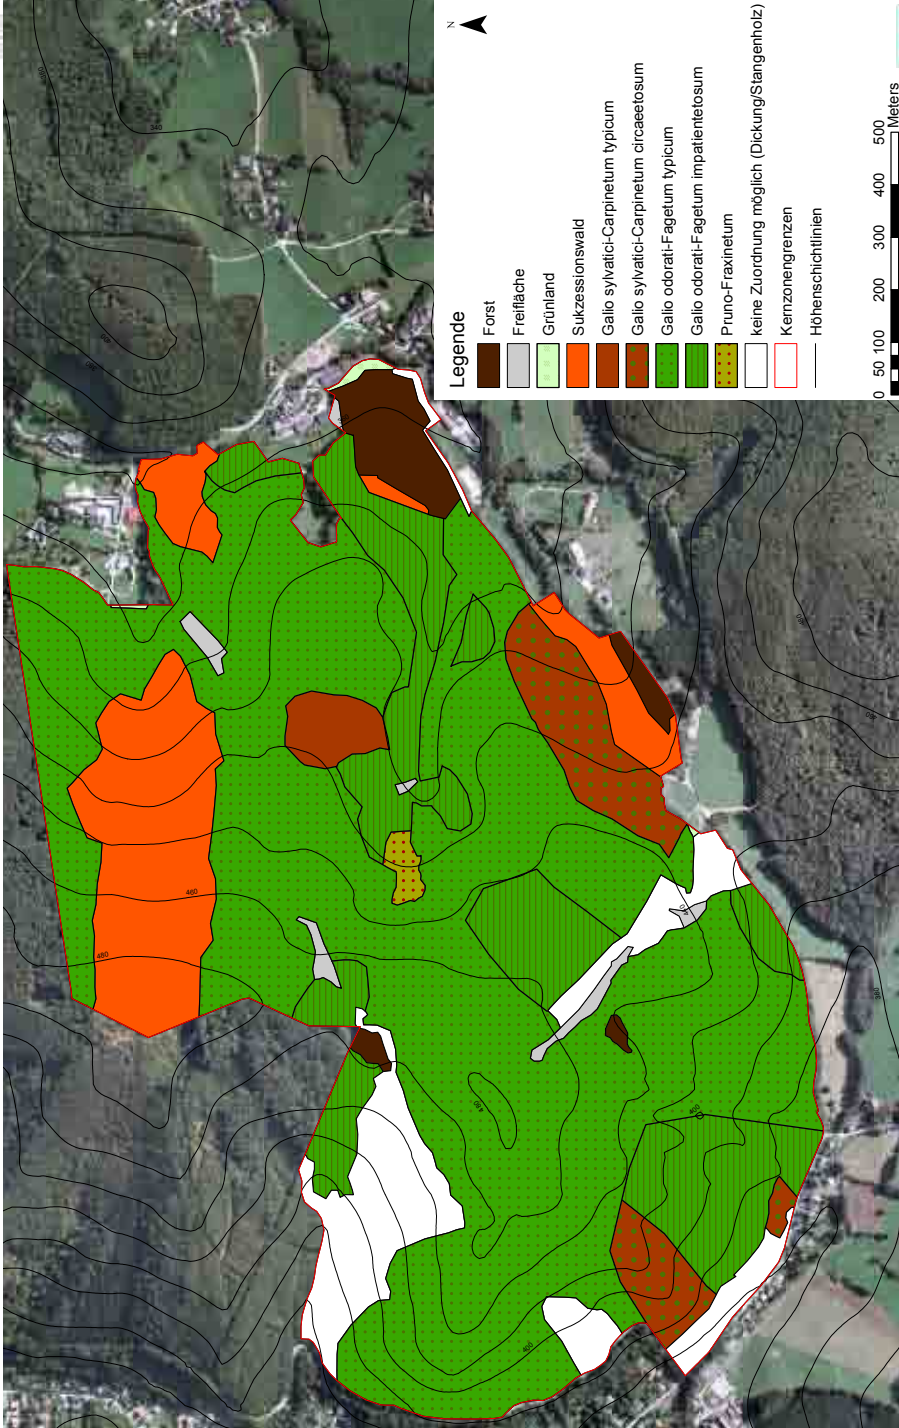 N
Legende
Forst
Freifläche
Grünland
Sukzessionswald
Galio sylvatici-Carpinetum typicum
Galio sylvatici-Carpinetum circaeetosum
Galio odorati-Fagetum typicum
Galio odorati-Fagetum impatientetosum
Pruno-Fraxinetum
keine Zuordnung möglich (Dickung/Stangenholz)
Kernzonengrenzen
Höhenschichtlinien
0 50 100 200 300 400 500
Meters
340
480
460
400
380